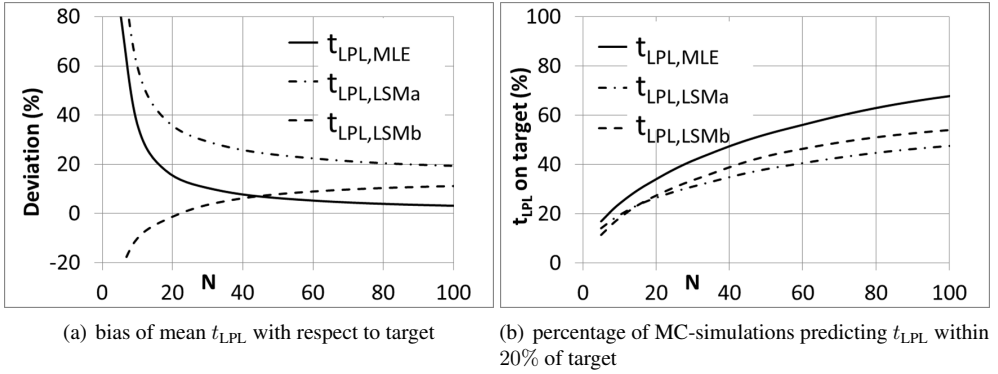 80
60
40
20
0
-20
Deviation (%)
t_LPL,MLE
t_LPL,LSMa
t_LPL,LSMb
0 20 N 40 60 80 100
(a) bias of mean t_LPL with respect to target
100
80
60
40
20
0
t_LPL on target (%)
t_LPL,MLE
t_LPL,LSMa
t_LPL,LSMb
0 20 N 40 60 80 100
(b) percentage of MC-simulations predicting t_LPL within
20% of target